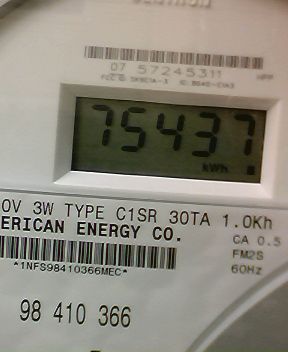 07 57245311
75437
kWh
0V 3W TYPE C1SR 30TA 1.0Kh
ERICAN ENERGY CO.
CA 0.5
*1NFS98410366MEC*
FM2S
60Hz
98 410 366